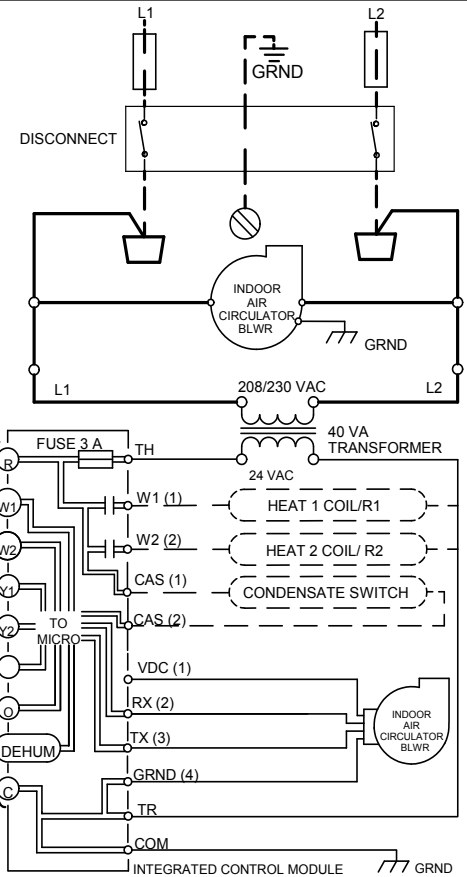 L1
L2
GRND
DISCONNECT
INDOOR
AIR
CIRCULATOR
BLWR
GRND
L1
208/230 VAC
L2
40 VA
TRANSFORMER
24 VAC
FUSE 3 A
TH
R
W1 (1)
HEAT 1 COIL/R1
W1
W2 (2)
HEAT 2 COIL/ R2
W2
CAS (1)
CONDENSATE SWITCH
Y1
CAS (2)
TO
MICRO
Y2
VDC (1)
RX (2)
O
INDOOR
AIR
CIRCULATOR
BLWR
TX (3)
DEHUM
GRND (4)
C
TR
COM
INTEGRATED CONTROL MODULE
GRND